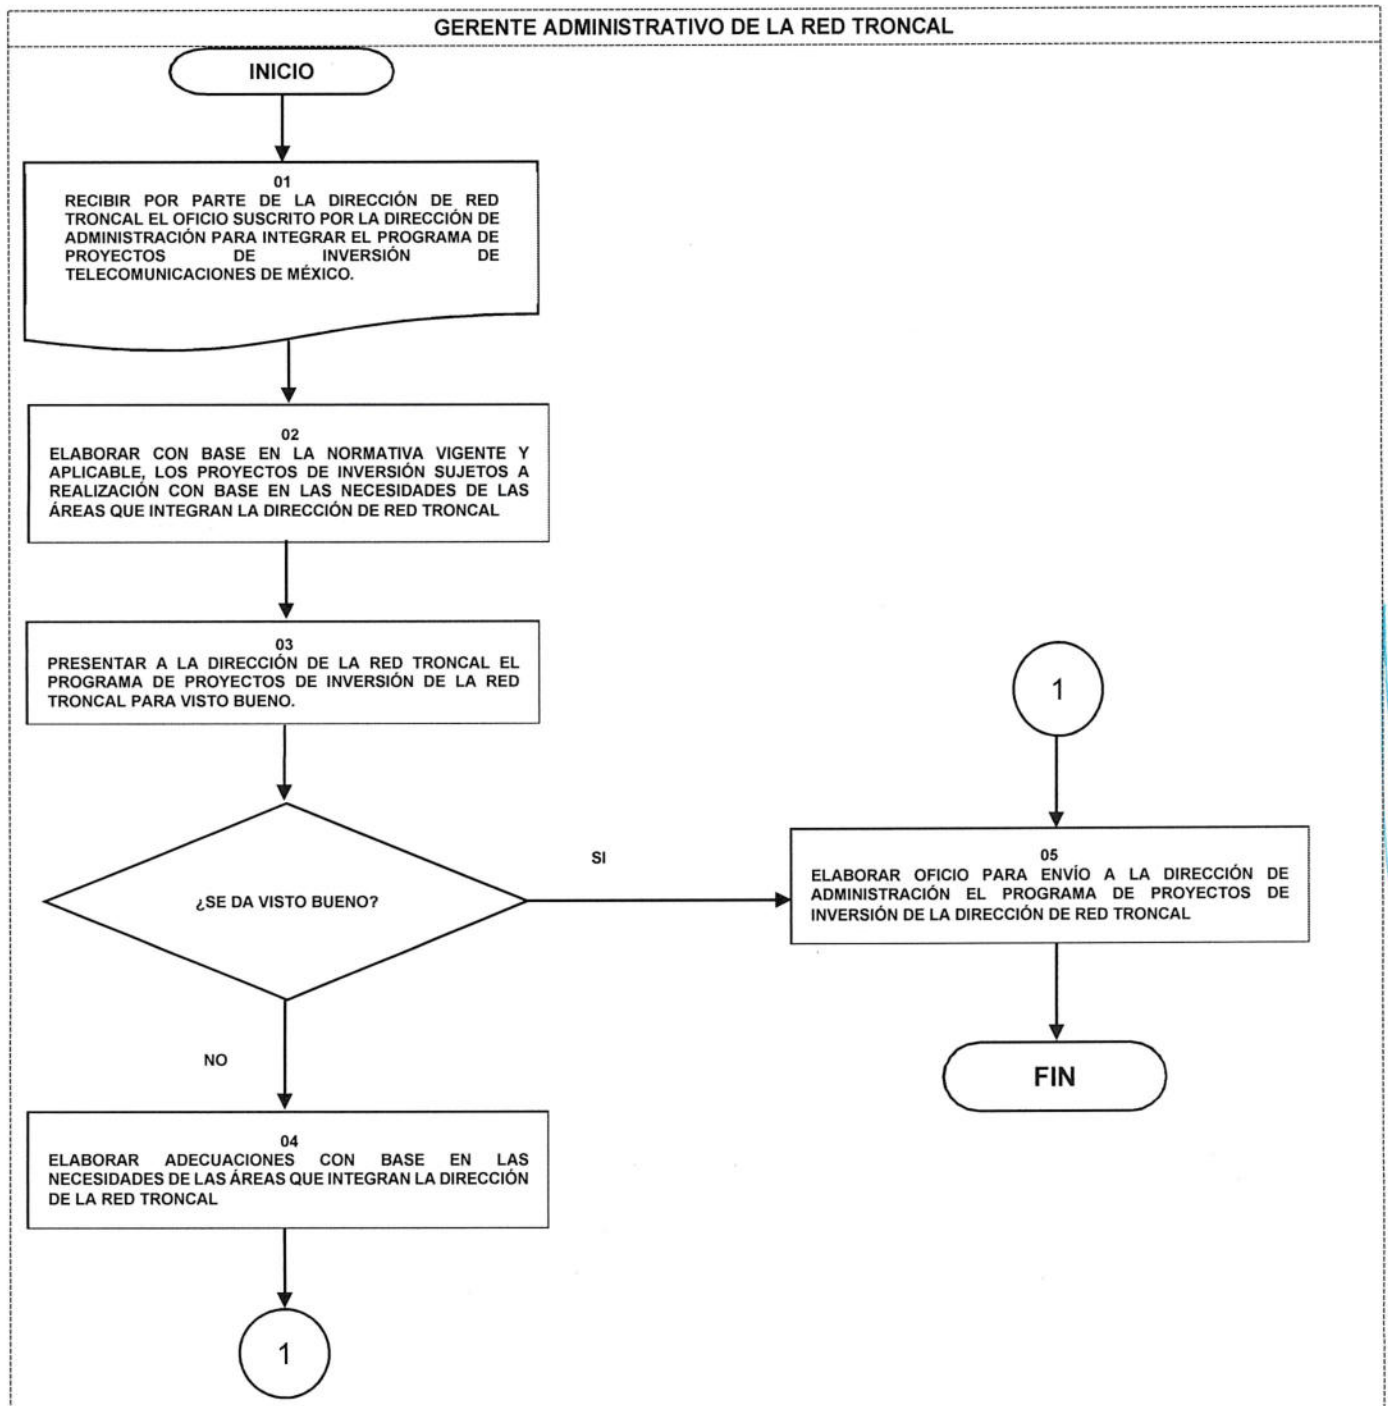 GERENTE ADMINISTRATIVO DE LA RED TRONCAL
INICIO
01
RECIBIR POR PARTE DE LA DIRECCIÓN DE RED
TRONCAL EL OFICIO SUSCRITO POR LA DIRECCIÓN DE
ADMINISTRACIÓN PARA INTEGRAR EL PROGRAMA DE
PROYECTOS DE INVERSIÓN DE
TELECOMUNICACIONES DE MÉXICO.
02
ELABORAR CON BASE EN LA NORMATIVA VIGENTE Y
APLICABLE, LOS PROYECTOS DE INVERSIÓN SUJETOS A
REALIZACIÓN CON BASE EN LAS NECESIDADES DE LAS
ÁREAS QUE INTEGRAN LA DIRECCIÓN DE RED TRONCAL
03
PRESENTAR A LA DIRECCIÓN DE LA RED TRONCAL EL
PROGRAMA DE PROYECTOS DE INVERSIÓN DE LA RED
TRONCAL PARA VISTO BUENO.
¿SE DA VISTO BUENO?
SI
NO
04
ELABORAR ADECUACIONES CON BASE EN LAS
NECESIDADES DE LAS ÁREAS QUE INTEGRAN LA DIRECCIÓN
DE LA RED TRONCAL
1
1
05
ELABORAR OFICIO PARA ENVÍO A LA DIRECCIÓN DE
ADMINISTRACIÓN EL PROGRAMA DE PROYECTOS DE
INVERSIÓN DE LA DIRECCIÓN DE RED TRONCAL
FIN